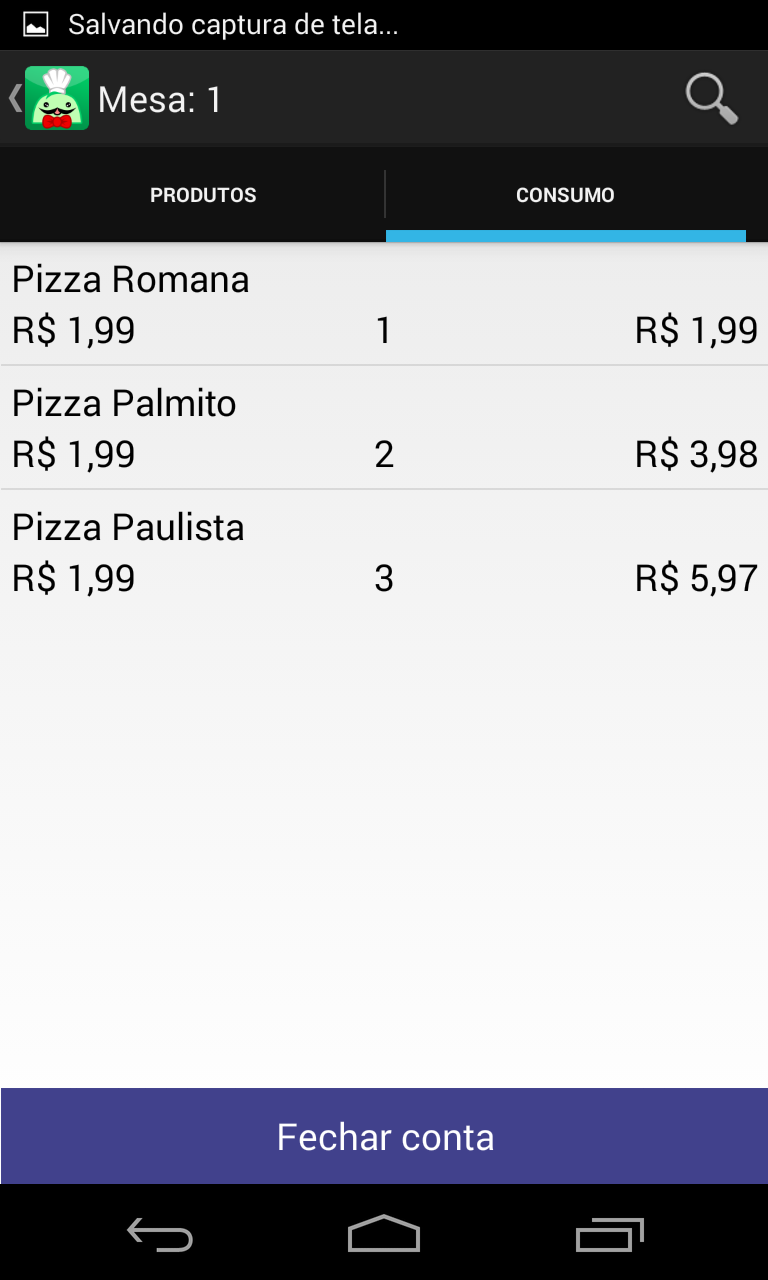 Salvando captura de tela...
Mesa: 1
PRODUTOS CONSUMO
Pizza Romana
R$ 1,99 1 R$ 1,99
Pizza Palmito
R$ 1,99 2 R$ 3,98
Pizza Paulista
R$ 1,99 3 R$ 5,97
Fechar conta